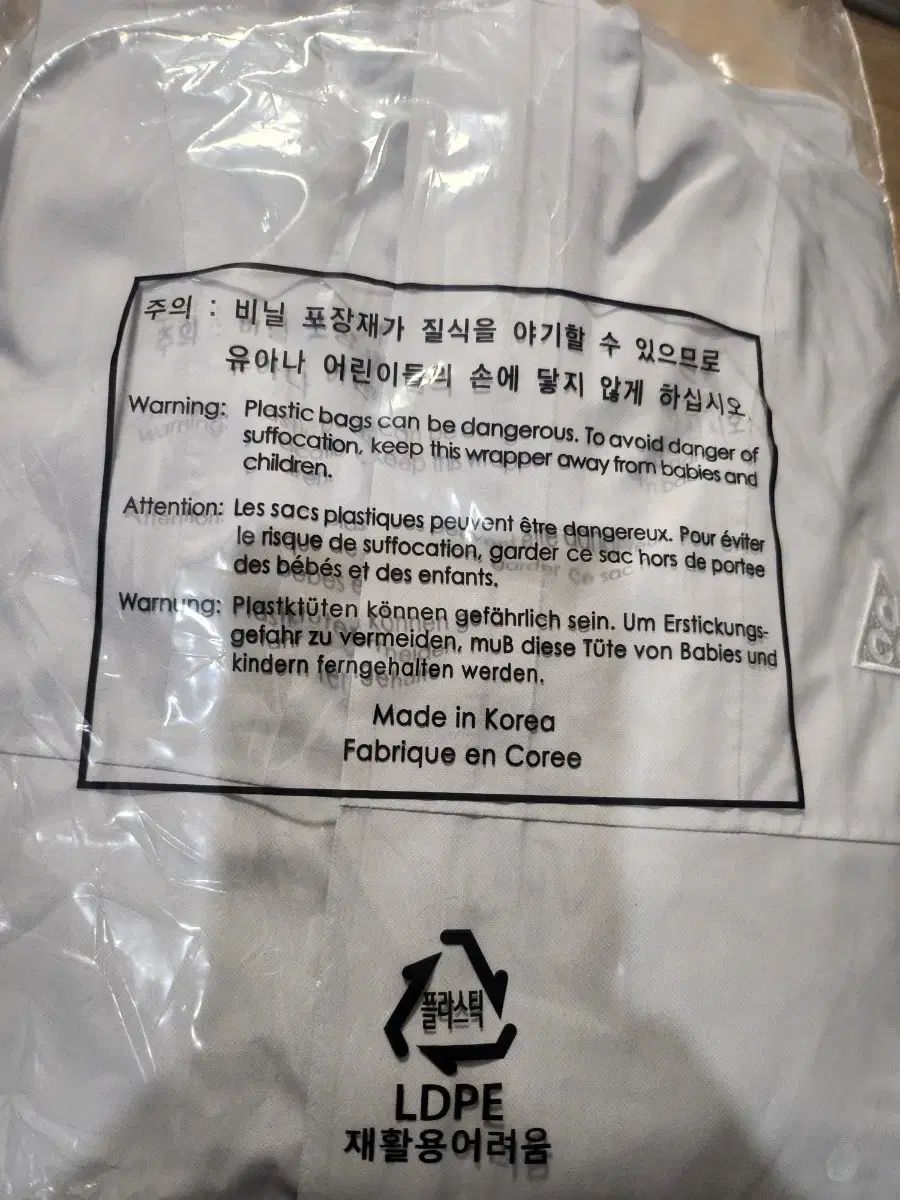 주의 : 비닐 포장재가 질식을 야기할 수 있으므로
유아나 어린이들의 손에 닿지 않게 하십시오.
Warning: Plastic bags can be dangerous. To avoid danger of
suffocation, keep this wrapper away from babies and
children.
Attention: Les sacs plastiques peuvent être dangereux. Pour éviter
le risque de suffocation, garder ce sac hors de portee
des bébés et des enfants.
Warnung: Plastktüten können gefährlich sein. Um Erstickungs-
gefahr zu vermeiden, muB diese Tüte von Babies und
kindern ferngehalten werden.
Made in Korea
Fabrique en Coree
플라스틱
LDPE
재활용어려움